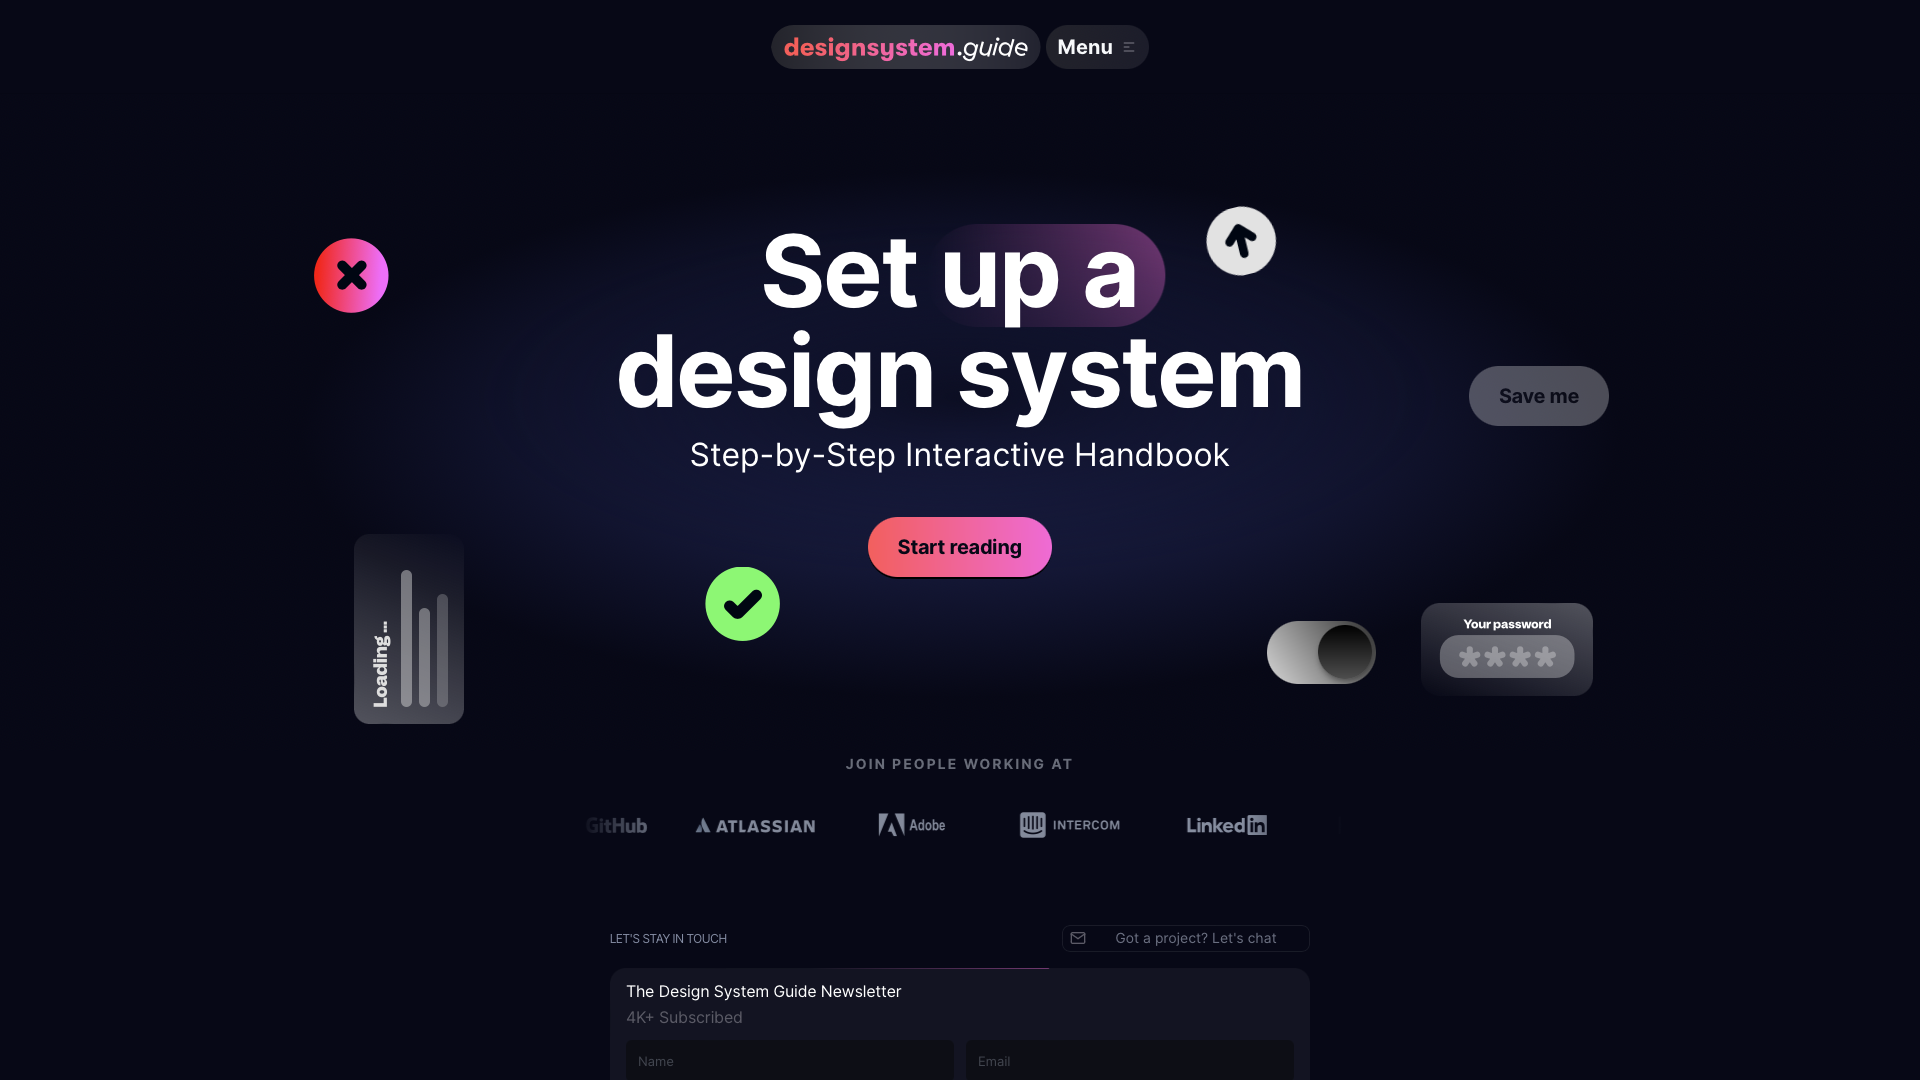 designsystem.guide
Menu
Set up a
design system
Step-by-Step Interactive Handbook
Save me
Start reading
Loading...
Your password
****
JOIN PEOPLE WORKING AT
GitHub
ATLASSIAN
Adobe
INTERCOM
Linkedin
LET'S STAY IN TOUCH
Got a project? Let's chat
The Design System Guide Newsletter
4K+ Subscribed
Name
Email